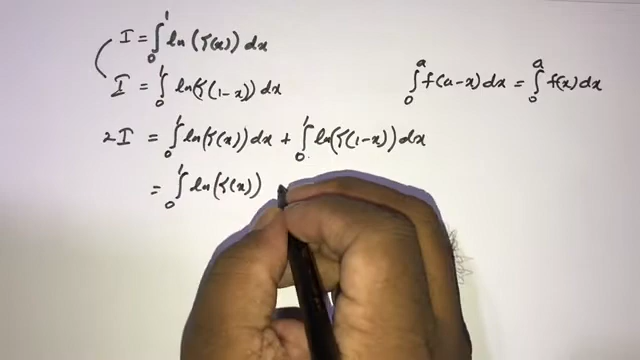 I = ∫₀¹ ln(Γ(x)) dx
I = ∫₀¹ ln(Γ(1-x)) dx
∫₀ᵃ f(a-x)dx = ∫₀ᵃ f(x)dx
2I = ∫₀¹ ln(Γ(x)) dx + ∫₀¹ ln(Γ(1-x)) dx
= ∫₀¹ ln(Γ(x))